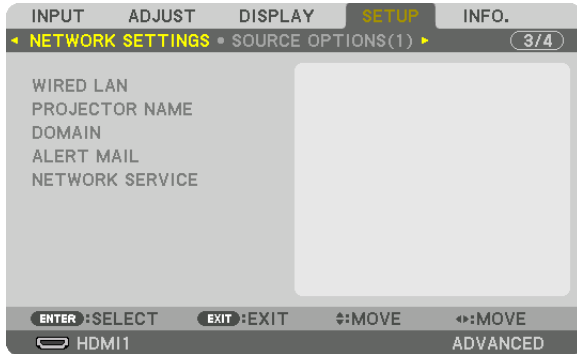 INPUT ADJUST DISPLAY SETUP INFO.
NETWORK SETTINGS • SOURCE OPTIONS(1) 3/4
WIRED LAN
PROJECTOR NAME
DOMAIN
ALERT MAIL
NETWORK SERVICE
ENTER :SELECT EXIT :EXIT :MOVE :MOVE
HDMI1 ADVANCED